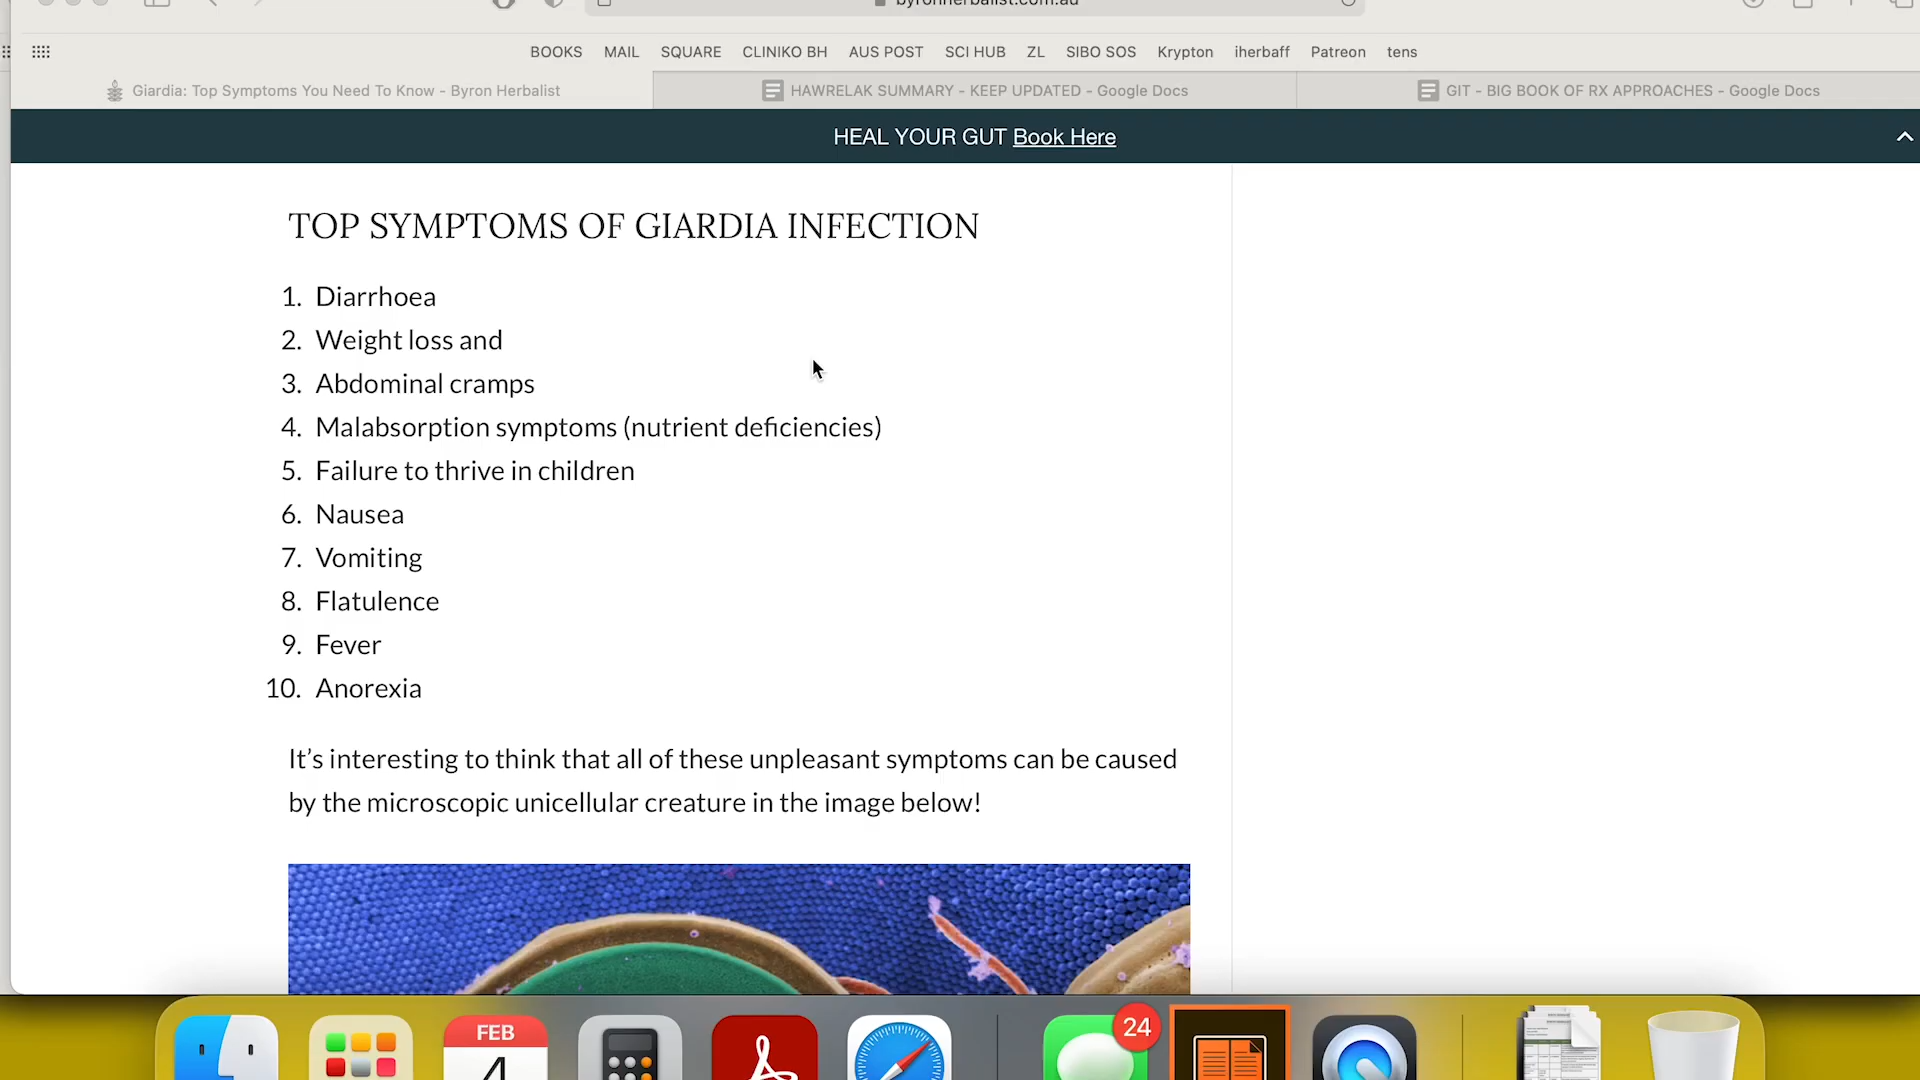 byronherbalist.com.au
BOOKS MAIL SQUARE CLINIKO BH AUS POST SCI HUB ZL SIBO SOS Krypton iherbaff Patreon tens
Giardia: Top Symptoms You Need To Know - Byron Herbalist
HAWRELAK SUMMARY - KEEP UPDATED - Google Docs
GIT - BIG BOOK OF RX APPROACHES - Google Docs
HEAL YOUR GUT Book Here
TOP SYMPTOMS OF GIARDIA INFECTION
1. Diarrhoea
2. Weight loss and
3. Abdominal cramps
4. Malabsorption symptoms (nutrient deficiencies)
5. Failure to thrive in children
6. Nausea
7. Vomiting
8. Flatulence
9. Fever
10. Anorexia
It’s interesting to think that all of these unpleasant symptoms can be caused
by the microscopic unicellular creature in the image below!
FEB
4
24